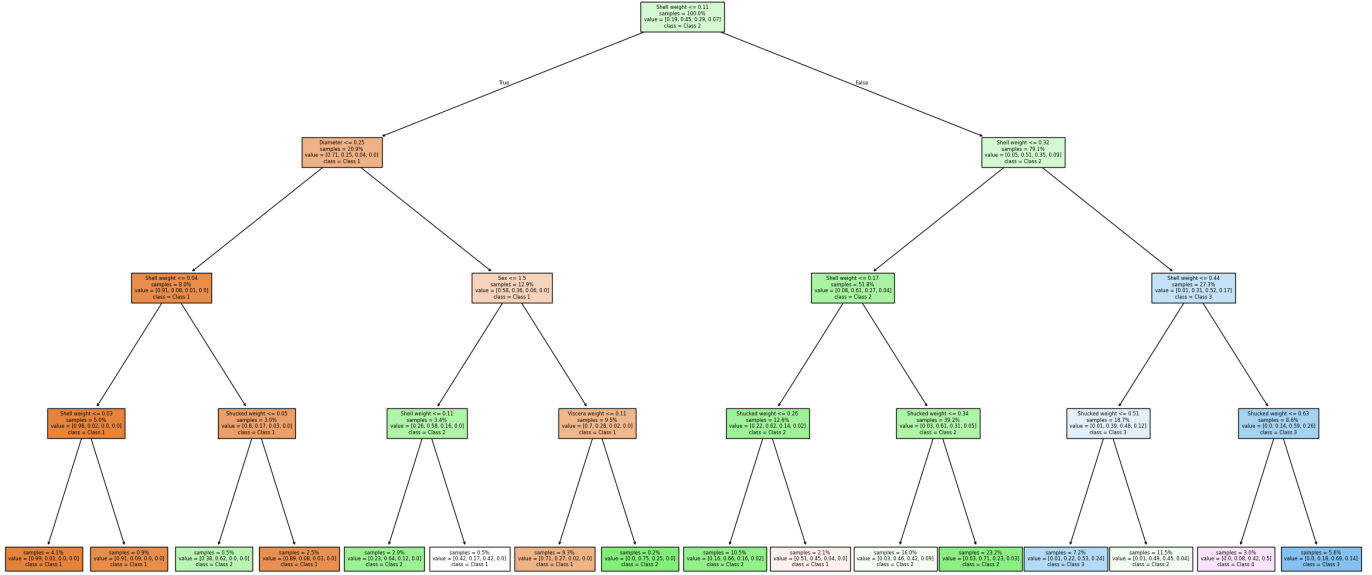 Shell weight <= 0.11
samples = 100.0%
value = [0.19, 0.45, 0.29, 0.07]
class = Class 2
True
False
Diameter <= 0.25
samples = 20.9%
value = [0.71, 0.25, 0.04, 0.0]
class = Class 1
Shell weight <= 0.32
samples = 79.1%
value = [0.05, 0.51, 0.35, 0.09]
class = Class 2
Shell weight <= 0.04
samples = 8.0%
value = [0.91, 0.08, 0.01, 0.0]
class = Class 1
Sex <= 1.5
samples = 12.9%
value = [0.58, 0.36, 0.06, 0.0]
class = Class 1
Shell weight <= 0.17
samples = 51.8%
value = [0.08, 0.61, 0.27, 0.04]
class = Class 2
Shell weight <= 0.44
samples = 27.3%
value = [0.01, 0.31, 0.52, 0.17]
class = Class 3
Shell weight <= 0.03
samples = 5.0%
value = [0.98, 0.02, 0.0, 0.0]
class = Class 1
Shucked weight <= 0.05
samples = 3.0%
value = [0.8, 0.17, 0.03, 0.0]
class = Class 1
Shell weight <= 0.11
samples = 3.4%
value = [0.26, 0.58, 0.16, 0.0]
class = Class 2
Viscera weight <= 0.11
samples = 9.5%
value = [0.7, 0.28, 0.02, 0.0]
class = Class 1
Shucked weight <= 0.26
samples = 12.6%
value = [0.22, 0.62, 0.14, 0.02]
class = Class 2
Shucked weight <= 0.34
samples = 39.2%
value = [0.03, 0.61, 0.31, 0.05]
class = Class 2
Shucked weight <= 0.51
samples = 18.7%
value = [0.01, 0.39, 0.48, 0.12]
class = Class 3
Shucked weight <= 0.63
samples = 8.6%
value = [0.0, 0.14, 0.59, 0.26]
class = Class 3
samples = 4.1%
value = [0.99, 0.01, 0.0, 0.0]
class = Class 1
samples = 0.9%
value = [0.91, 0.09, 0.0, 0.0]
class = Class 1
samples = 0.5%
value = [0.38, 0.62, 0.0, 0.0]
class = Class 2
samples = 2.5%
value = [0.89, 0.08, 0.03, 0.0]
class = Class 1
samples = 2.9%
value = [0.23, 0.64, 0.12, 0.0]
class = Class 2
samples = 0.5%
value = [0.42, 0.17, 0.42, 0.0]
class = Class 1
samples = 9.3%
value = [0.71, 0.27, 0.02, 0.0]
class = Class 1
samples = 0.2%
value = [0.0, 0.75, 0.25, 0.0]
class = Class 2
samples = 10.5%
value = [0.16, 0.66, 0.16, 0.02]
class = Class 2
samples = 2.1%
value = [0.51, 0.45, 0.04, 0.0]
class = Class 1
samples = 16.0%
value = [0.03, 0.46, 0.42, 0.09]
class = Class 2
samples = 23.2%
value = [0.03, 0.71, 0.23, 0.03]
class = Class 2
samples = 7.2%
value = [0.01, 0.22, 0.53, 0.24]
class = Class 3
samples = 11.5%
value = [0.01, 0.49, 0.45, 0.04]
class = Class 2
samples = 3.0%
value = [0.0, 0.08, 0.42, 0.5]
class = Class 4
samples = 5.6%
value = [0.0, 0.18, 0.69, 0.14]
class = Class 3